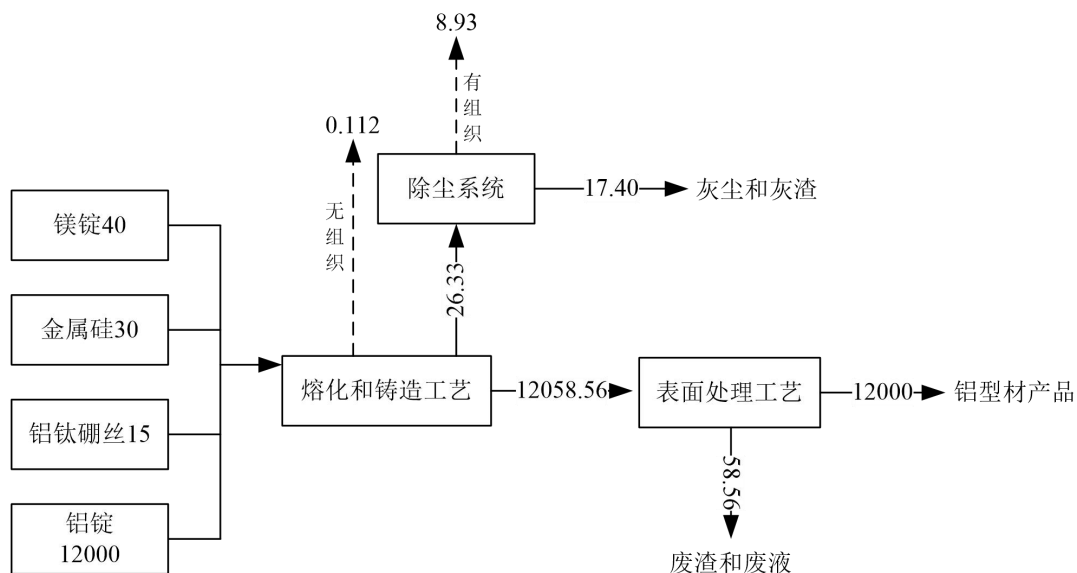 8.93
有组织
0.112
无组织
除尘系统
17.40
灰尘和灰渣
镁锭40
26.33
金属硅30
熔化和铸造工艺
12058.56
表面处理工艺
12000
铝型材产品
铝钛硼丝15
58.56
铝锭
12000
废渣和废液